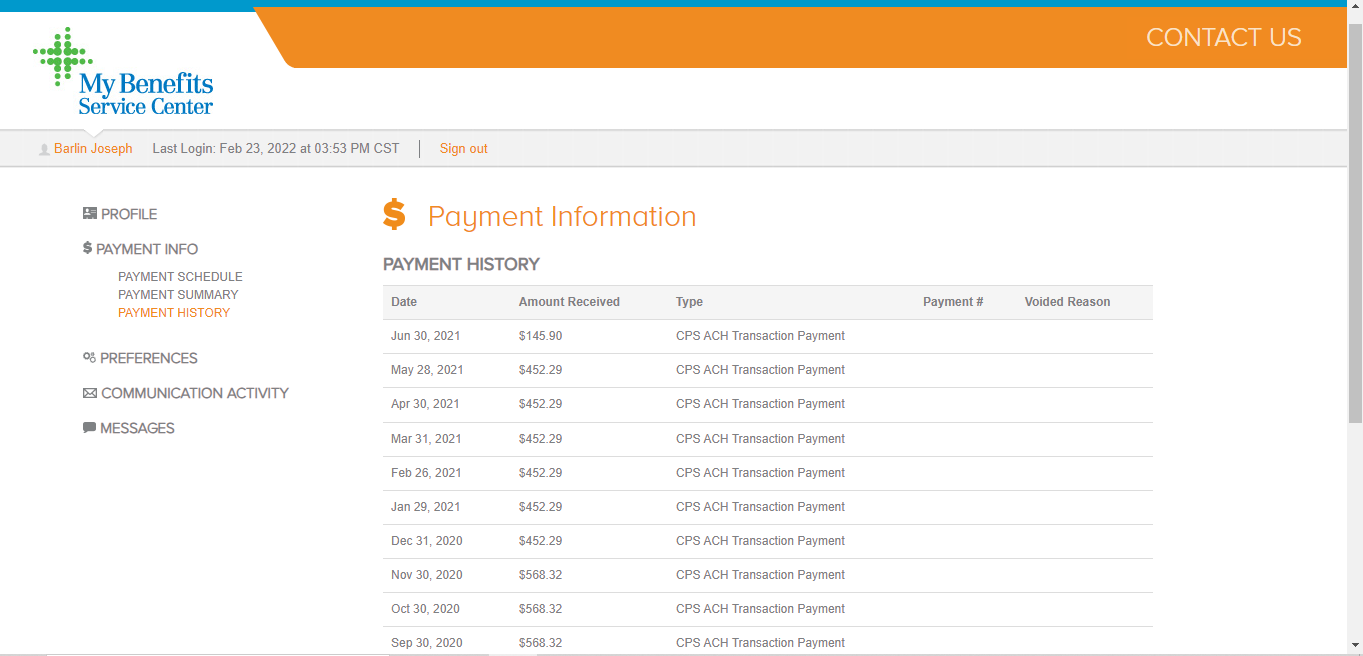 CONTACT US
My Benefits
Service Center
Barlin Joseph Last Login: Feb 23, 2022 at 03:53 PM CST | Sign out
PROFILE
$ PAYMENT INFO
PAYMENT SCHEDULE
PAYMENT SUMMARY
PAYMENT HISTORY
PREFERENCES
COMMUNICATION ACTIVITY
MESSAGES
$ Payment Information
PAYMENT HISTORY
Date Amount Received Type Payment # Voided Reason
Jun 30, 2021 $145.90 CPS ACH Transaction Payment
May 28, 2021 $452.29 CPS ACH Transaction Payment
Apr 30, 2021 $452.29 CPS ACH Transaction Payment
Mar 31, 2021 $452.29 CPS ACH Transaction Payment
Feb 26, 2021 $452.29 CPS ACH Transaction Payment
Jan 29, 2021 $452.29 CPS ACH Transaction Payment
Dec 31, 2020 $452.29 CPS ACH Transaction Payment
Nov 30, 2020 $568.32 CPS ACH Transaction Payment
Oct 30, 2020 $568.32 CPS ACH Transaction Payment
Sep 30, 2020 $568.32 CPS ACH Transaction Payment